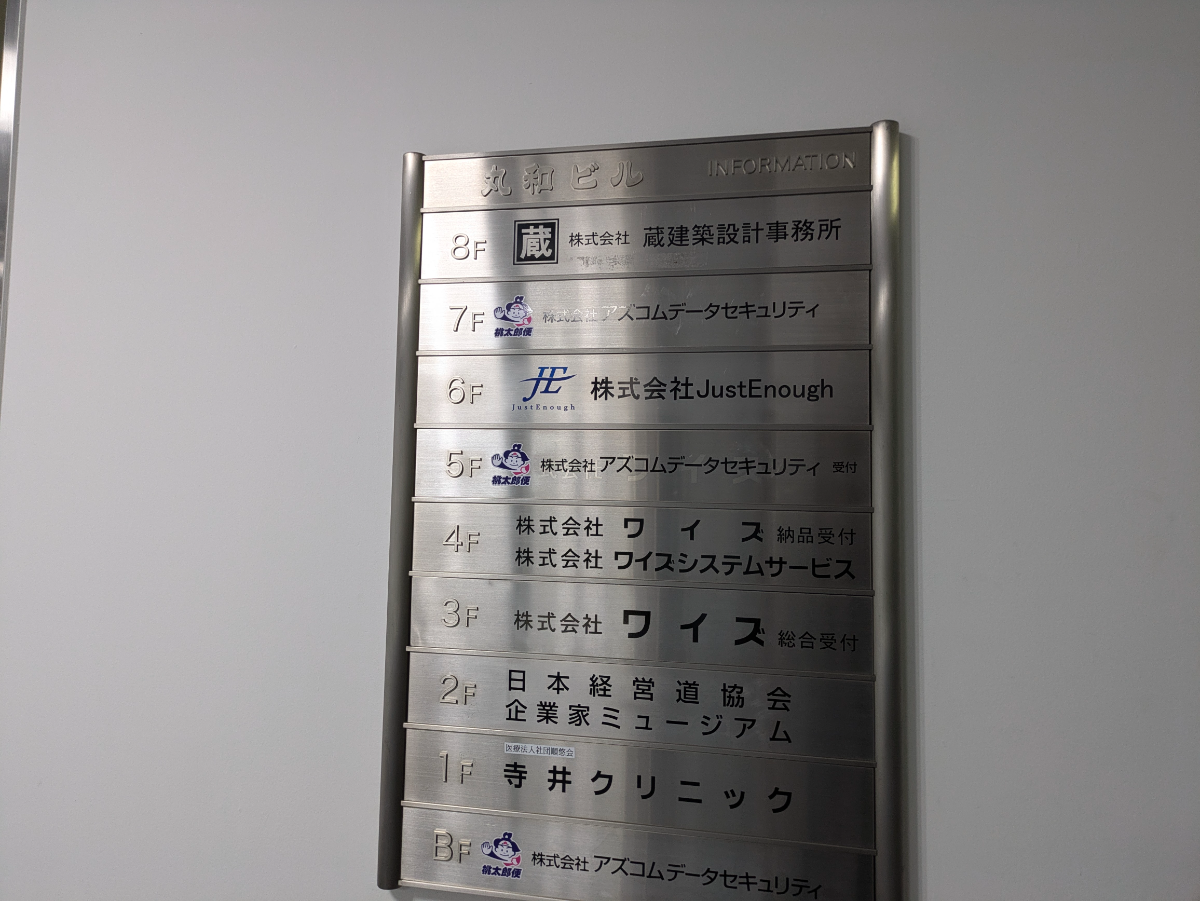 丸和ビル INFORMATION
8F 蔵 株式会社 蔵建築設計事務所
7F 桃太郎便 株式会社 アズコムデータセキュリティ
6F JE JustEnough 株式会社JustEnough
5F 桃太郎便 株式会社 アズコムデータセキュリティ 受付
4F 株式会社 ワイズ 納品受付
株式会社 ワイズシステムサービス
3F 株式会社 ワイズ 総合受付
2F 日本経営道協会
企業家ミュージアム
医療法人社団順悠会
1F 寺井クリニック
BF 桃太郎便 株式会社 アズコムデータセキュリティ